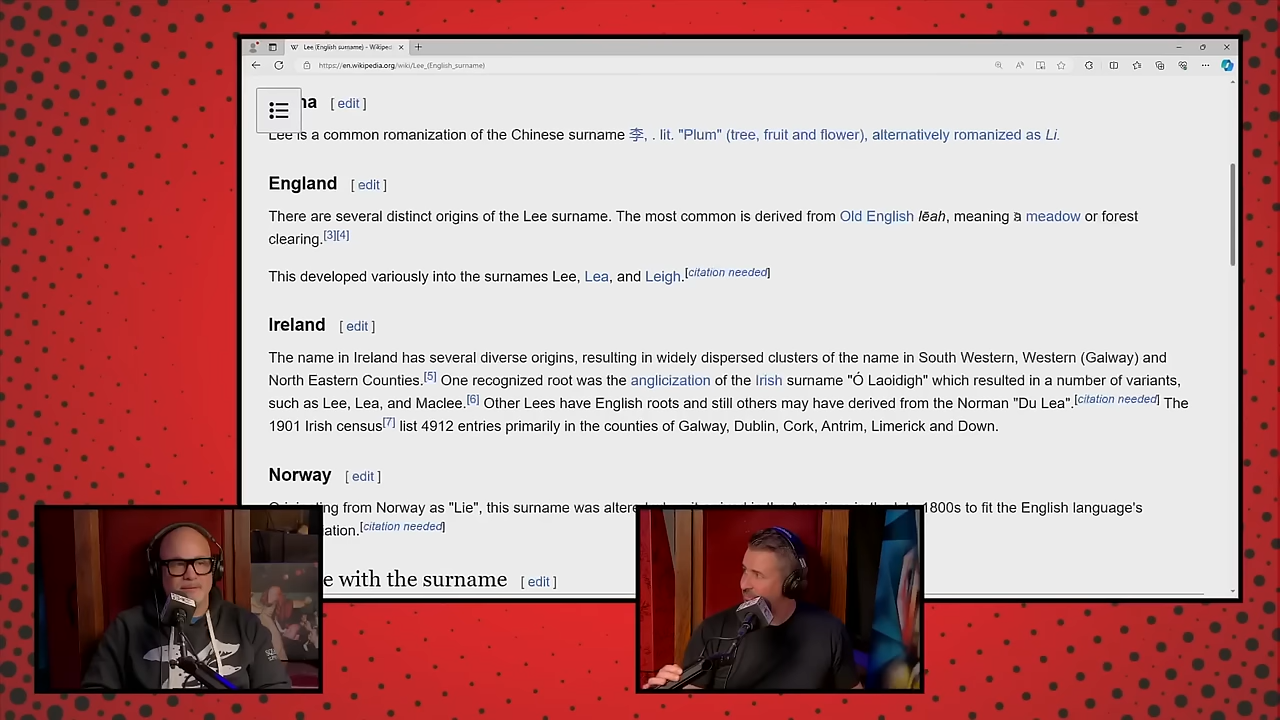 Lee (English surname) - Wikiped
https://en.wikipedia.org/wiki/Lee_(English_surname)
na [ edit ]
Lee is a common romanization of the Chinese surname 李, . lit. "Plum" (tree, fruit and flower), alternatively romanized as Li.
England [ edit ]
There are several distinct origins of the Lee surname. The most common is derived from Old English lēah, meaning a meadow or forest
clearing.[3][4]
This developed variously into the surnames Lee, Lea, and Leigh.[citation needed]
Ireland [ edit ]
The name in Ireland has several diverse origins, resulting in widely dispersed clusters of the name in South Western, Western (Galway) and
North Eastern Counties.[5] One recognized root was the anglicization of the Irish surname "Ó Laoidigh" which resulted in a number of variants,
such as Lee, Lea, and Maclee.[6] Other Lees have English roots and still others may have derived from the Norman "Du Lea".[citation needed] The
1901 Irish census[7] list 4912 entries primarily in the counties of Galway, Dublin, Cork, Antrim, Limerick and Down.
Norway [ edit ]
Originating from Norway as "Lie", this surname was altered 1800s to fit the English language's
ation.[citation needed]
e with the surname [ edit ]